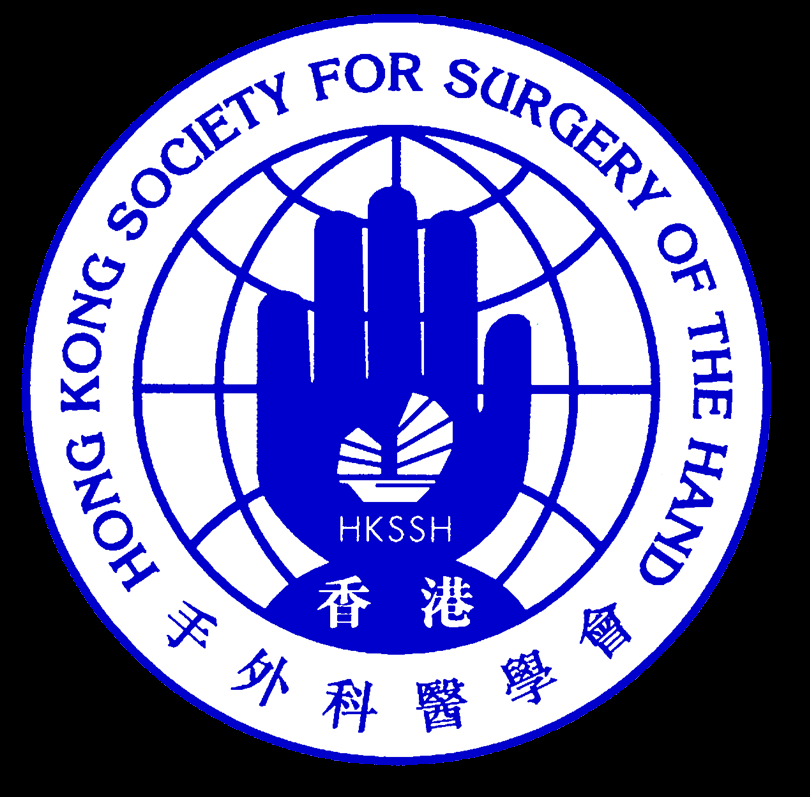 HONG KONG SOCIETY FOR SURGERY OF THE HAND
HKSSH
香港
手外科醫學會